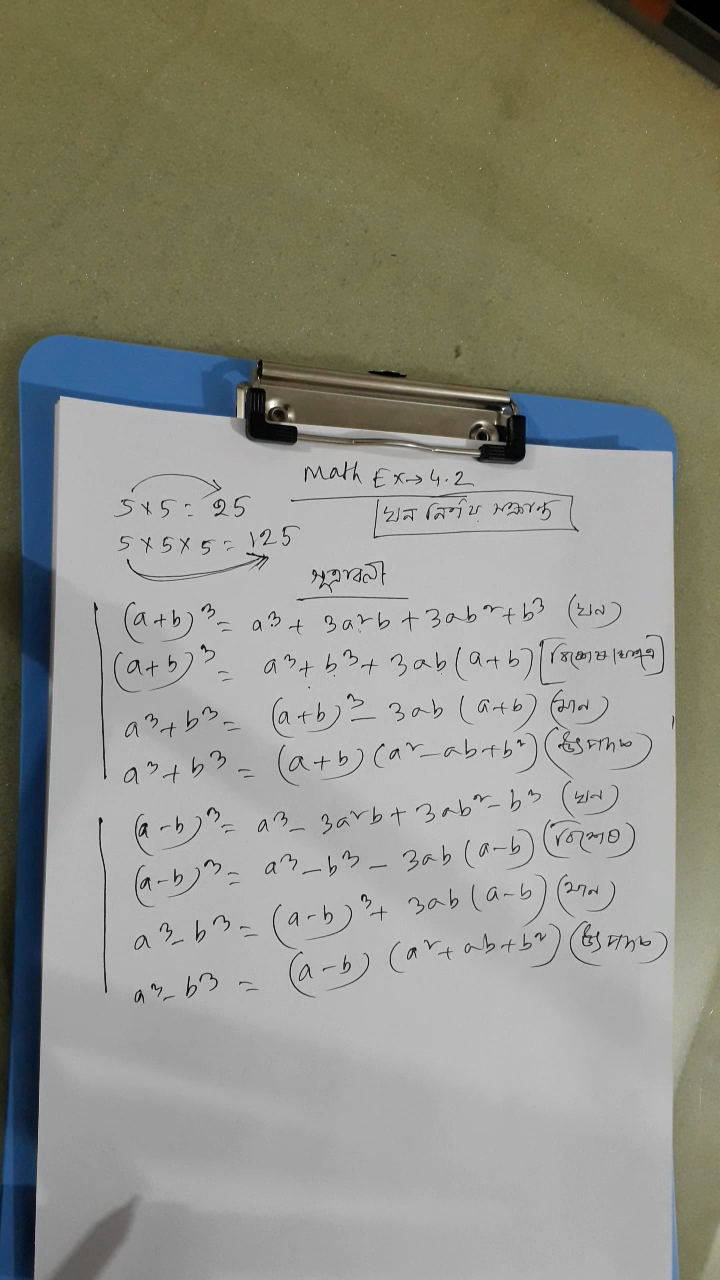 Math Ex→4.2
5×5 = 25
ঘন নির্ণয় সংক্রান্ত
5×5×5 = 125
সূত্রাবলী
(a+b)³ = a³ + 3a²b + 3ab² + b³ (ঘন)
(a+b)³ = a³ + b³ + 3ab(a+b)
a³+b³ = (a+b)³ – 3ab (a+b) (মান)
a³+b³ = (a+b) (a²–ab+b²) (উৎপাদক)
(a–b)³ = a³ – 3a²b + 3ab² – b³ (ঘন)
(a–b)³ = a³ – b³ – 3ab (a–b) (বিশেষ)
a³–b³ = (a–b)³ + 3ab (a–b) (মান)
a³–b³ = (a–b) (a²+ab+b²) (উৎপাদক)